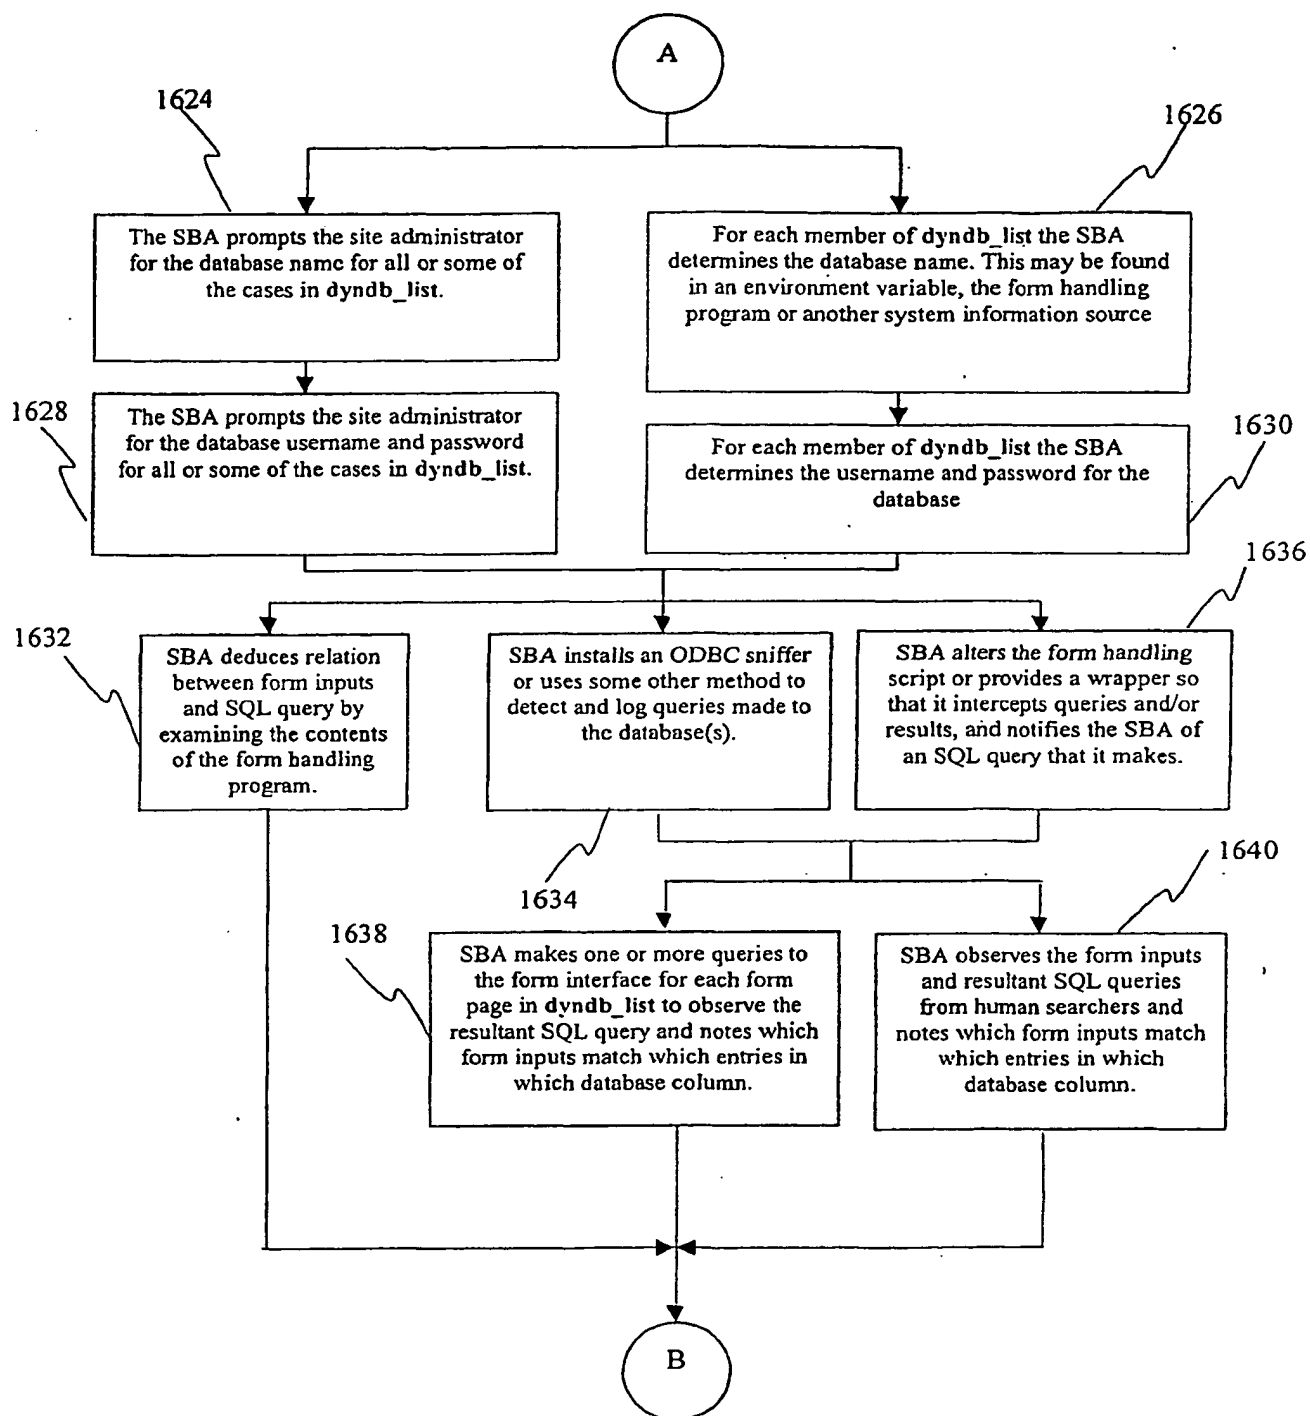 A
1624
1626
The SBA prompts the site administrator
for the database name for all or some of
the cases in dyndb_list.
For each member of dyndb_list the SBA
determines the database name. This may be found
in an environment variable, the form handling
program or another system information source
1628
The SBA prompts the site administrator
for the database username and password
for all or some of the cases in dyndb_list.
For each member of dyndb_list the SBA
determines the username and password for the
database
1630
1636
1632
SBA deduces relation
between form inputs
and SQL query by
examining the contents
of the form handling
program.
SBA installs an ODBC sniffer
or uses some other method to
detect and log queries made to
the database(s).
SBA alters the form handling
script or provides a wrapper so
that it intercepts queries and/or
results, and notifies the SBA of
an SQL query that it makes.
1634
1640
1638
SBA makes one or more queries to
the form interface for each form
page in dyndb_list to observe the
resultant SQL query and notes which
form inputs match which entries in
which database column.
SBA observes the form inputs
and resultant SQL queries
from human searchers and
notes which form inputs match
which entries in which
database column.
B